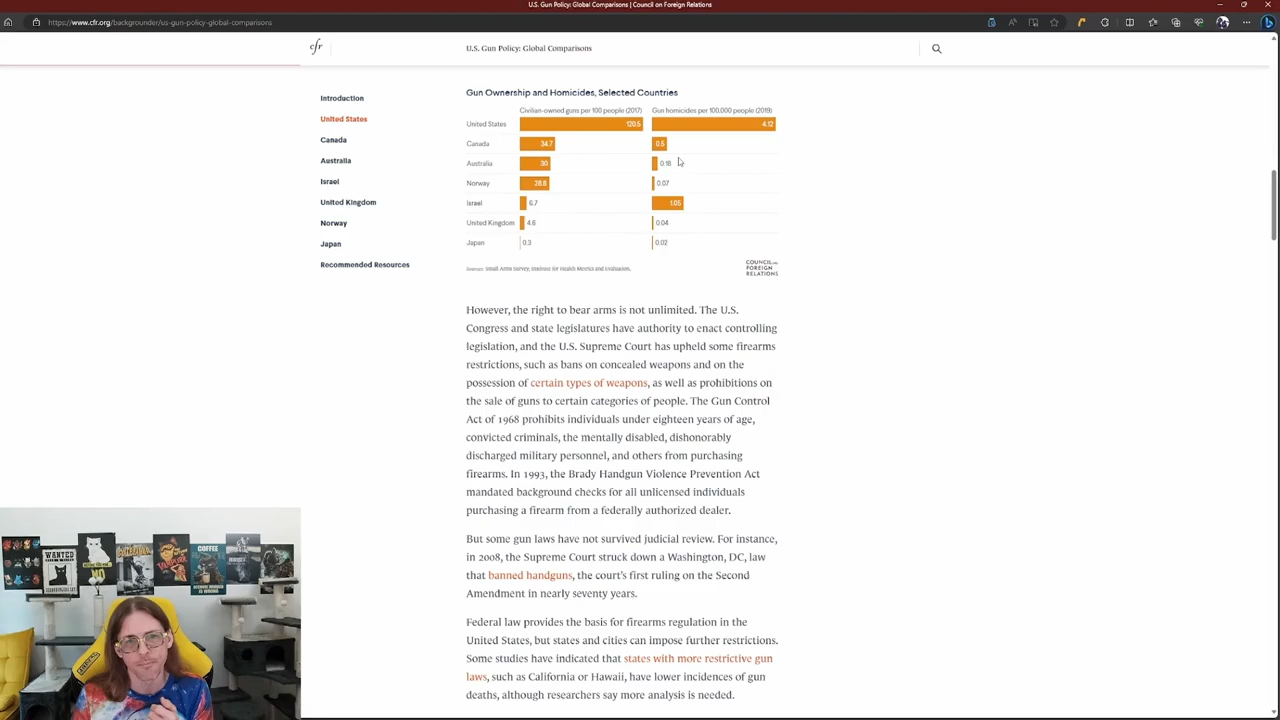 U.S. Gun Policy: Global Comparisons | Council on Foreign Relations
https://www.cfr.org/backgrounder/us-gun-policy-global-comparisons
cfr
U.S. Gun Policy: Global Comparisons
Introduction
United States
Canada
Australia
Israel
United Kingdom
Norway
Japan
Recommended Resources
Gun Ownership and Homicides, Selected Countries
Civilian-owned guns per 100 people (2017) Gun homicides per 100,000 people (2019)
United States 120.5 4.12
Canada 34.7 0.5
Australia 30 0.18
Norway 28.8 0.07
Israel 6.7 1.05
United Kingdom 4.6 0.04
Japan 0.3 0.02
Sources: Small Arms Survey, Institute for Health Metrics and Evaluation.
COUNCIL on
FOREIGN
RELATIONS
However, the right to bear arms is not unlimited. The U.S.
Congress and state legislatures have authority to enact controlling
legislation, and the U.S. Supreme Court has upheld some firearms
restrictions, such as bans on concealed weapons and on the
possession of certain types of weapons, as well as prohibitions on
the sale of guns to certain categories of people. The Gun Control
Act of 1968 prohibits individuals under eighteen years of age,
convicted criminals, the mentally disabled, dishonorably
discharged military personnel, and others from purchasing
firearms. In 1993, the Brady Handgun Violence Prevention Act
mandated background checks for all unlicensed individuals
purchasing a firearm from a federally authorized dealer.
But some gun laws have not survived judicial review. For instance,
in 2008, the Supreme Court struck down a Washington, DC, law
that banned handguns, the court's first ruling on the Second
Amendment in nearly seventy years.
Federal law provides the basis for firearms regulation in the
United States, but states and cities can impose further restrictions.
Some studies have indicated that states with more restrictive gun
laws, such as California or Hawaii, have lower incidences of gun
deaths, although researchers say more analysis is needed.
WANTED
COFFEE